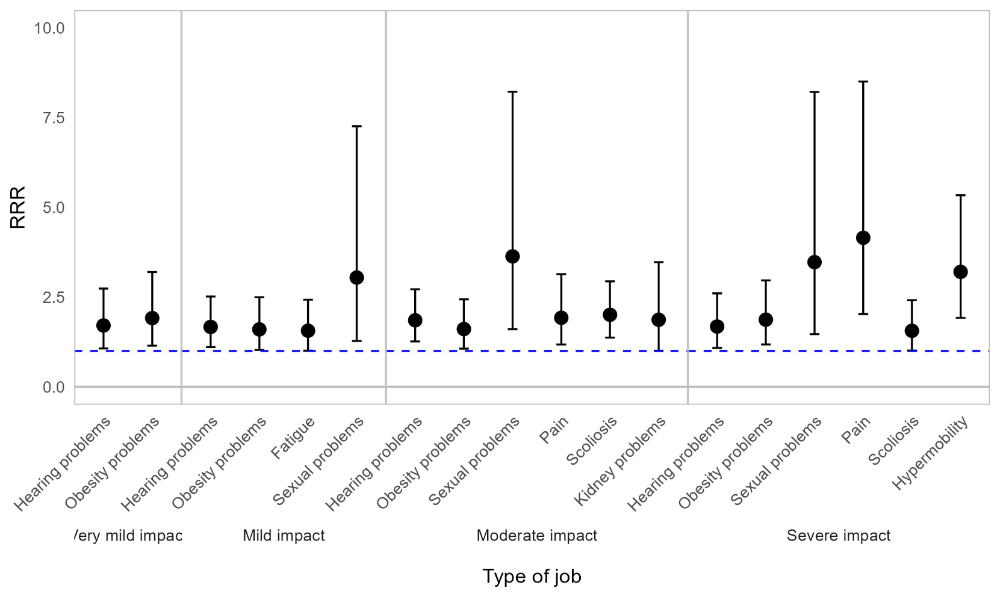 10.0
7.5
5.0
2.5
0.0
RRR
Hearing problems
Obesity problems
Hearing problems
Obesity problems
Fatigue
Sexual problems
Hearing problems
Obesity problems
Sexual problems
Pain
Scoliosis
Kidney problems
Hearing problems
Obesity problems
Sexual problems
Pain
Scoliosis
Hypermobility
ery mild impac
Mild impact
Moderate impact
Severe impact
Type of job